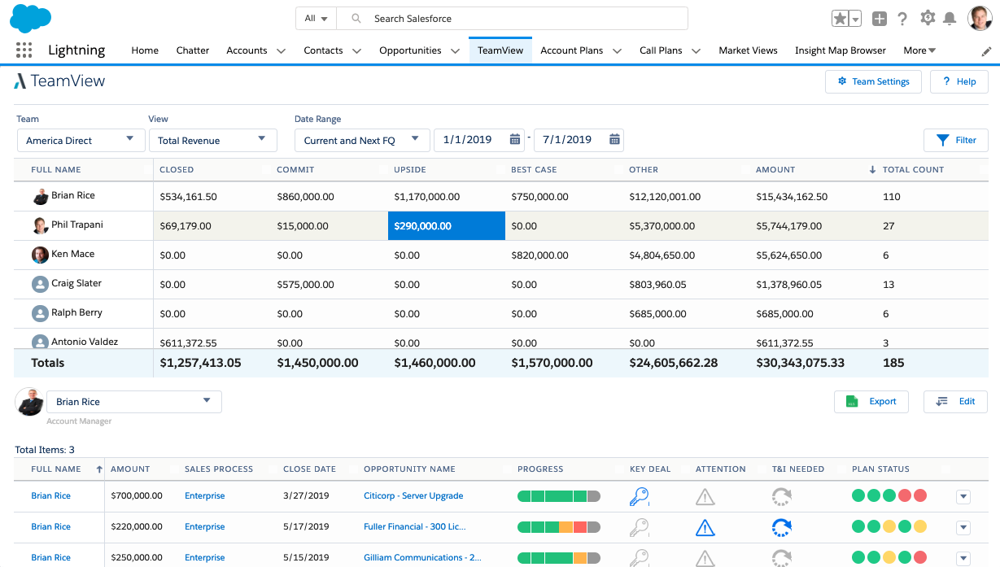 All Search Salesforce
Lightning Home Chatter Accounts Contacts Opportunities TeamView Account Plans Call Plans Market Views Insight Map Browser More
TeamView Team Settings ? Help
Team View Date Range
America Direct Total Revenue Current and Next FQ 1/1/2019 - 7/1/2019 Filter
FULL NAME CLOSED COMMIT UPSIDE BEST CASE OTHER AMOUNT TOTAL COUNT
Brian Rice $534,161.50 $860,000.00 $1,170,000.00 $750,000.00 $12,120,001.00 $15,434,162.50 110
Phil Trapani $69,179.00 $15,000.00 $290,000.00 $0.00 $5,370,000.00 $5,744,179.00 27
Ken Mace $0.00 $0.00 $0.00 $820,000.00 $4,804,650.00 $5,624,650.00 6
Craig Slater $0.00 $575,000.00 $0.00 $0.00 $803,960.05 $1,378,960.05 13
Ralph Berry $0.00 $0.00 $0.00 $0.00 $685,000.00 $685,000.00 6
Antonio Valdez $611,372.55 $0.00 $0.00 $0.00 $0.00 $611,372.55 3
Totals $1,257,413.05 $1,450,000.00 $1,460,000.00 $1,570,000.00 $24,605,662.28 $30,343,075.33 185
Brian Rice Export Edit
Account Manager
Total Items: 3
FULL NAME AMOUNT SALES PROCESS CLOSE DATE OPPORTUNITY NAME PROGRESS KEY DEAL ATTENTION T&I NEEDED PLAN STATUS
Brian Rice $700,000.00 Enterprise 3/27/2019 Citicorp - Server Upgrade
Brian Rice $220,000.00 Enterprise 5/17/2019 Fuller Financial - 300 Lic...
Brian Rice $250,000.00 Enterprise 5/15/2019 Gilliam Communications - 2...